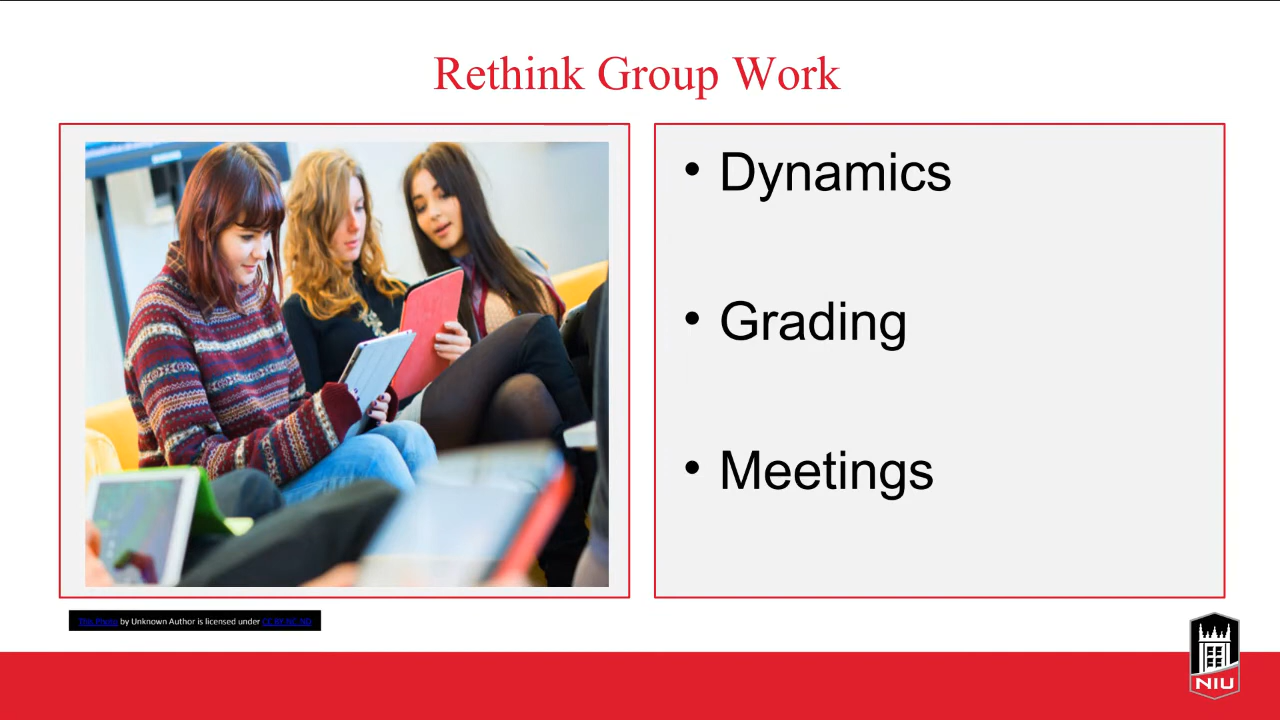 Rethink Group Work
• Dynamics
• Grading
• Meetings
This Photo by Unknown Author is licensed under CC BY-NC-ND
NIU